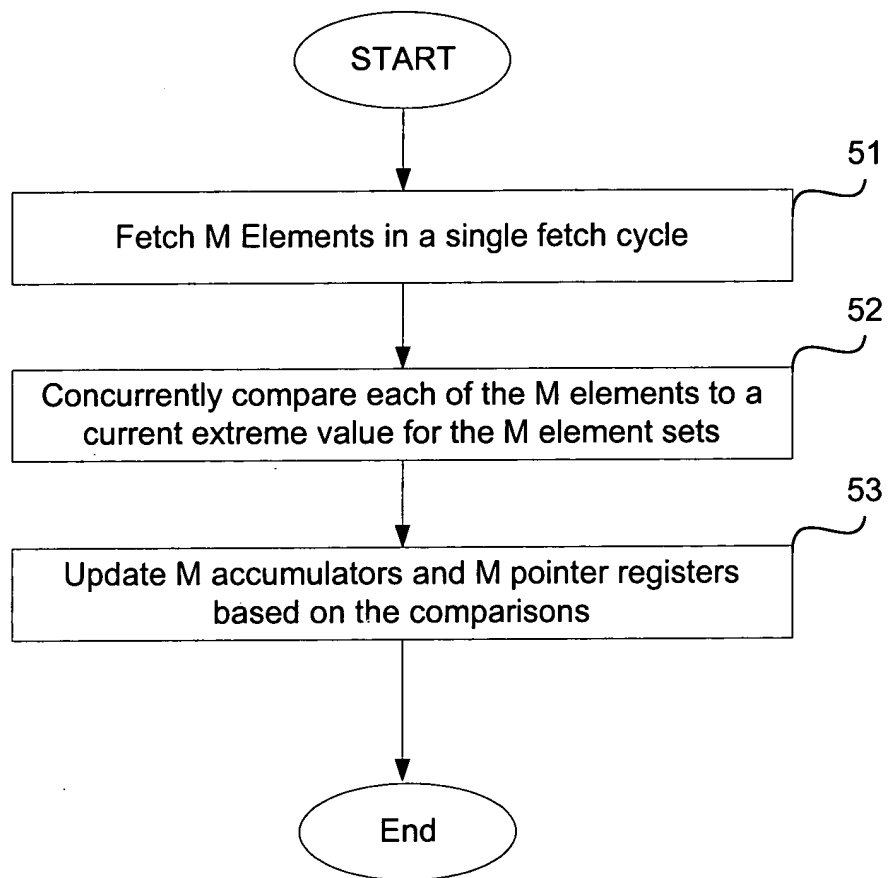 START
51
Fetch M Elements in a single fetch cycle
52
Concurrently compare each of the M elements to a
current extreme value for the M element sets
53
Update M accumulators and M pointer registers
based on the comparisons
End